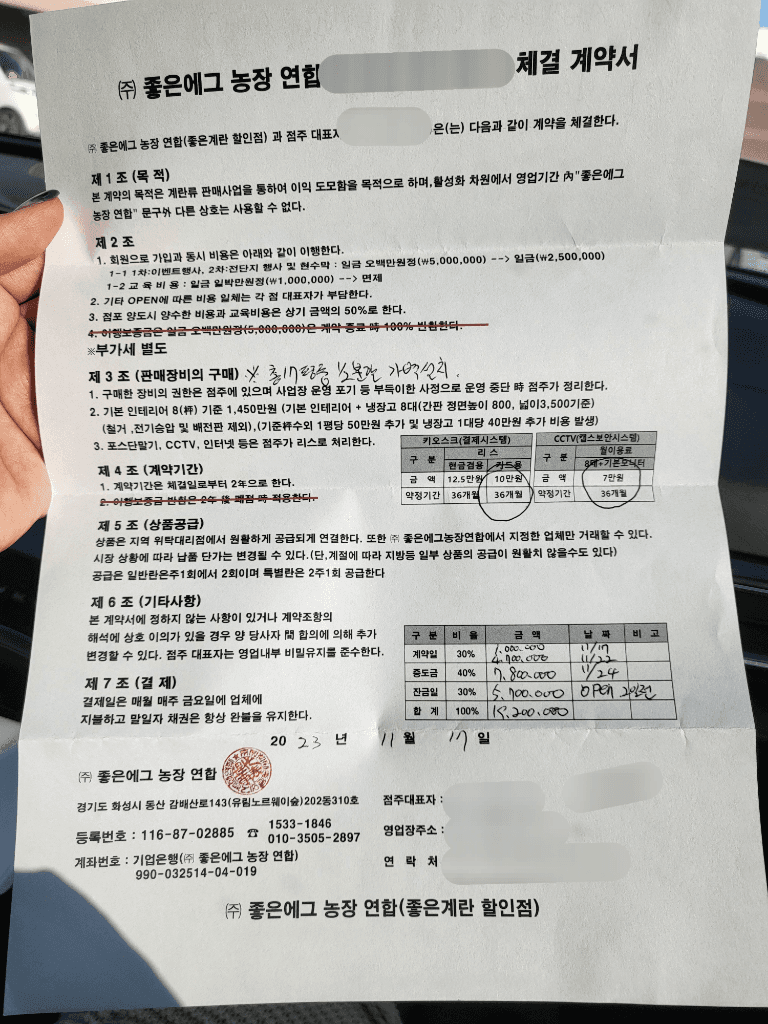 ㈜ 좋은에그 농장 연합 체결 계약서
㈜ 좋은에그 농장 연합(좋은계란 할인점) 과 점주 대표자 은(는) 다음과 같이 계약을 체결한다.
제 1 조 (목 적)
본 계약의 목적은 계란류 판매사업을 통하여 이익 도모함을 목적으로 하며,활성화 차원에서 영업기간 內"좋은에그
농장 연합" 문구外 다른 상호는 사용할 수 없다.
제 2 조
1. 회원으로 가입과 동시 비용은 아래와 같이 이행한다.
1-1 1차:이벤트행사, 2차:전단지 행사 및 현수막 : 일금 오백만원정(₩5,000,000) --> 일금(₩2,500,000)
1-2 교 육 비 용 : 일금 일박만원정(₩1,000,000) --> 면제
2. 기타 OPEN에 따른 비용 일체는 각 점 대표자가 부담한다.
3. 점포 양도시 양수한 비용과 교육비용은 상기 금액의 50%로 한다.
4. 이행보증금은 일금 오백만원정(5,000,000)은 계약 종료 時 100% 반환한다.
※부가세 별도
제 3 조 (판매장비의 구매) ※ 총17평중 소분실 가벽설치.
1. 구매한 장비의 권한은 점주에 있으며 사업장 운영 포기 등 부득이한 사정으로 운영 중단 時 점주가 정리한다.
2. 기본 인테리어 8(坪) 기준 1,450만원 (기본 인테리어 + 냉장고 8대(간판 정면높이 800, 넓이3,500기준)
(철거 ,전기승압 및 배전판 제외),(기준坪수외 1평당 50만원 추가 및 냉장고 1대당 40만원 추가 비용 발생)
3. 포스단말기, CCTV, 인터넷 등은 점주가 리스로 처리한다.
키오스크(결제시스템) CCTV(캡스보안시스템)
구 분 리 스 구 분 월이용료
현금겸용 카드용 8대+기본모니터
금 액 12.5만원 10만원 금 액 7만원
약정기간 36개월 36개월 약정기간 36개월
제 4 조 (계약기간)
1. 계약기간은 체결일로부터 2年으로 한다.
2. 이행보증금 반환은 2年 後 폐점 時 적용한다.
제 5 조 (상품공급)
상품은 지역 위탁대리점에서 원활하게 공급되게 연결한다. 또한 ㈜ 좋은에그농장연합에서 지정한 업체만 거래할 수 있다.
시장 상황에 따라 납품 단가는 변경될 수 있다.(단,계절에 따라 지방등 일부 상품의 공급이 원활치 않을수도 있다)
공급은 일반란은주1회에서 2회이며 특별란은 2주1회 공급한다
제 6 조 (기타사항)
본 계약서에 정하지 않는 사항이 있거나 계약조항의
해석에 상호 이의가 있을 경우 양 당사자 間 합의에 의해 추가
변경할 수 있다. 점주 대표자는 영업내부 비밀유지를 준수한다.
제 7 조 (결 제)
결제일은 매월 매주 금요일에 업체에
지불하고 말일자 채권은 항상 완불을 유지한다.
구 분 비 율 금 액 날 짜 비 고
계약일 30% 1,000,000 11/17
4,700,000 11/22
중도금 40% 7,800,000 11/24
잔금일 30% 5,700,000 OPEN 2일전
합 계 100% 19,200,000
20 23 년 11 월 17 일
㈜ 좋은에그 농장 연합
경기도 화성시 동산 감배산로143(유림노르웨이숲)202동310호
등록번호 : 116-87-02885 ☎ 1533-1846
010-3505-2897
계좌번호 : 기업은행(㈜ 좋은에그 농장 연합)
990-032514-04-019
점주대표자 :
영업장주소 :
연 락 처
㈜ 좋은에그 농장 연합(좋은계란 할인점)